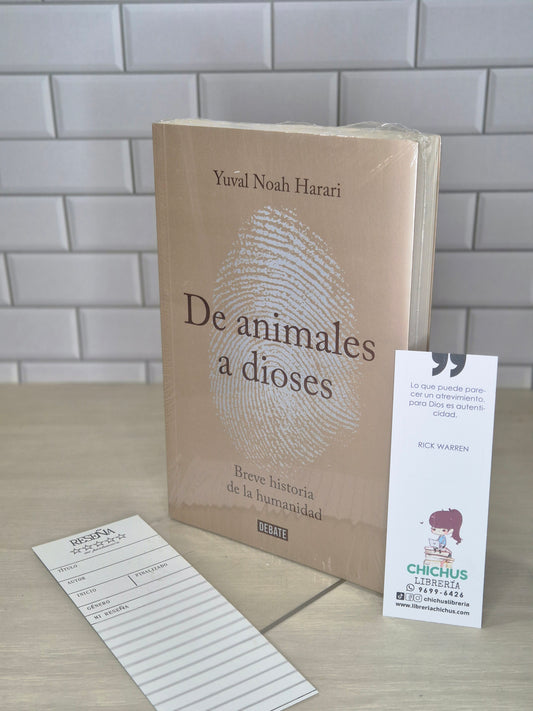 Yuval Noah Harari
De animales
a dioses
Breve historia
de la humanidad
DEBATE
Lo que puede pare-
cer un atrevimiento,
para Dios es autenti-
cidad.
RICK WARREN
CHICHUS
LIBRERÍA
9699-6426
chichuslibreria
www.libreriachichus.com
RESEÑA
TÍTULO
AUTOR
INICIO
FINALIZADO
GÉNERO
MI RESEÑA